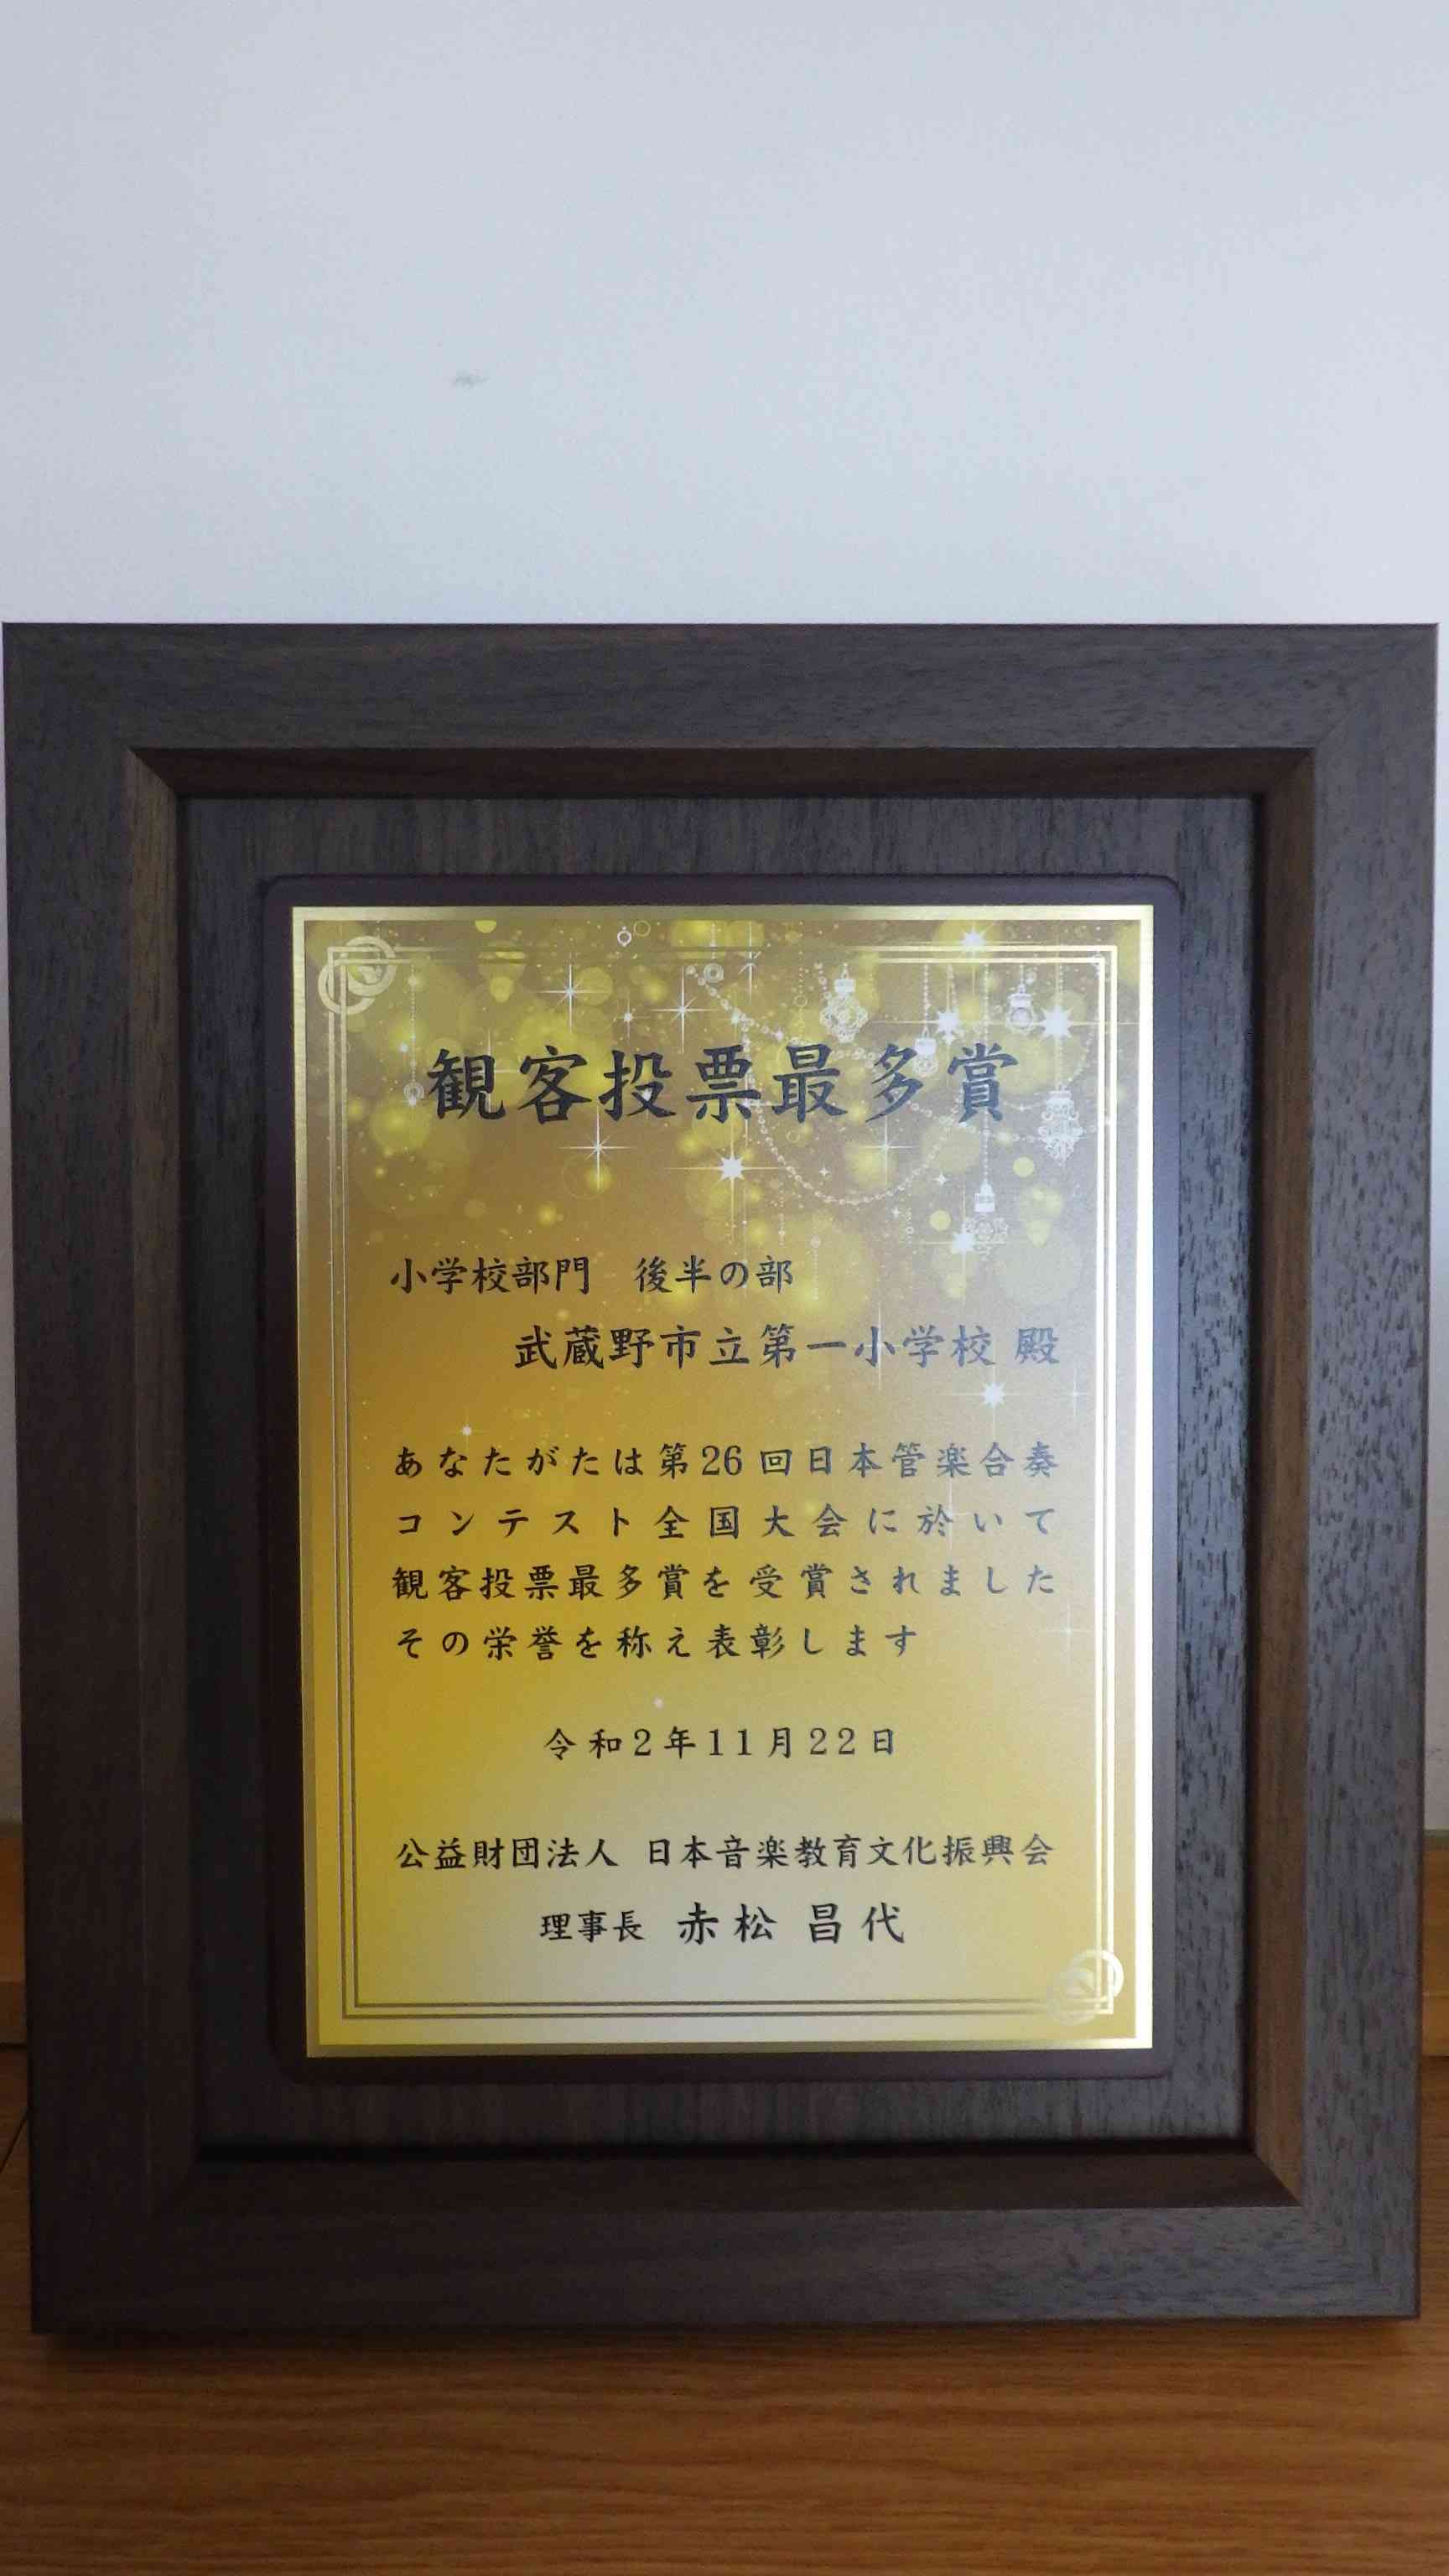 観客投票最多賞
小学校部門　後半の部
武蔵野市立第一小学校 殿
あなたがたは第26回日本管楽合奏
コンテスト全国大会に於いて
観客投票最多賞を受賞されました
その栄誉を称え表彰します
令和2年11月22日
公益財団法人 日本音楽教育文化振興会
理事長 赤松 昌代